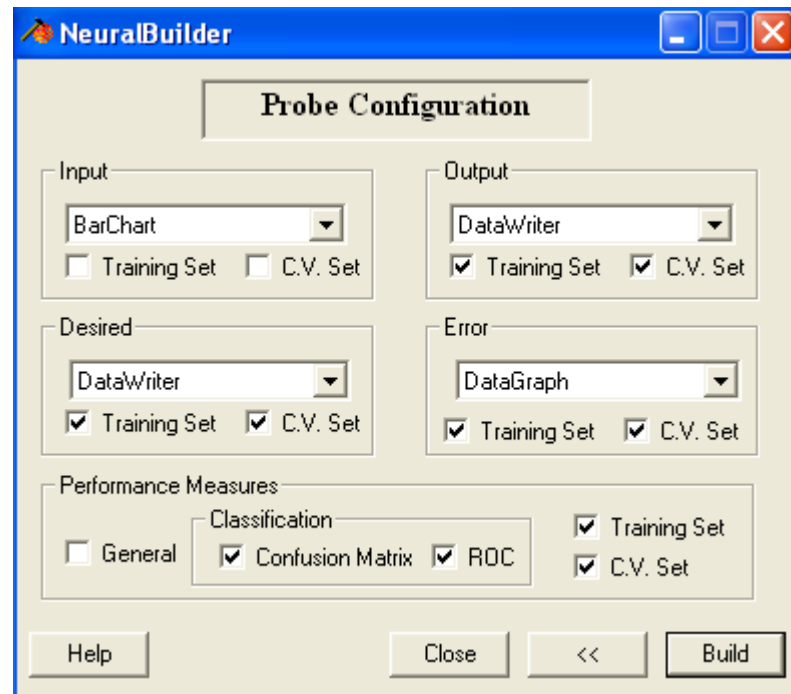 NeuralBuilder
Probe Configuration
Input
BarChart
Training Set C.V. Set
Output
DataWriter
Training Set C.V. Set
Desired
DataWriter
Training Set C.V. Set
Error
DataGraph
Training Set C.V. Set
Performance Measures
General
Classification
Confusion Matrix ROC
Training Set
C.V. Set
Help Close << Build